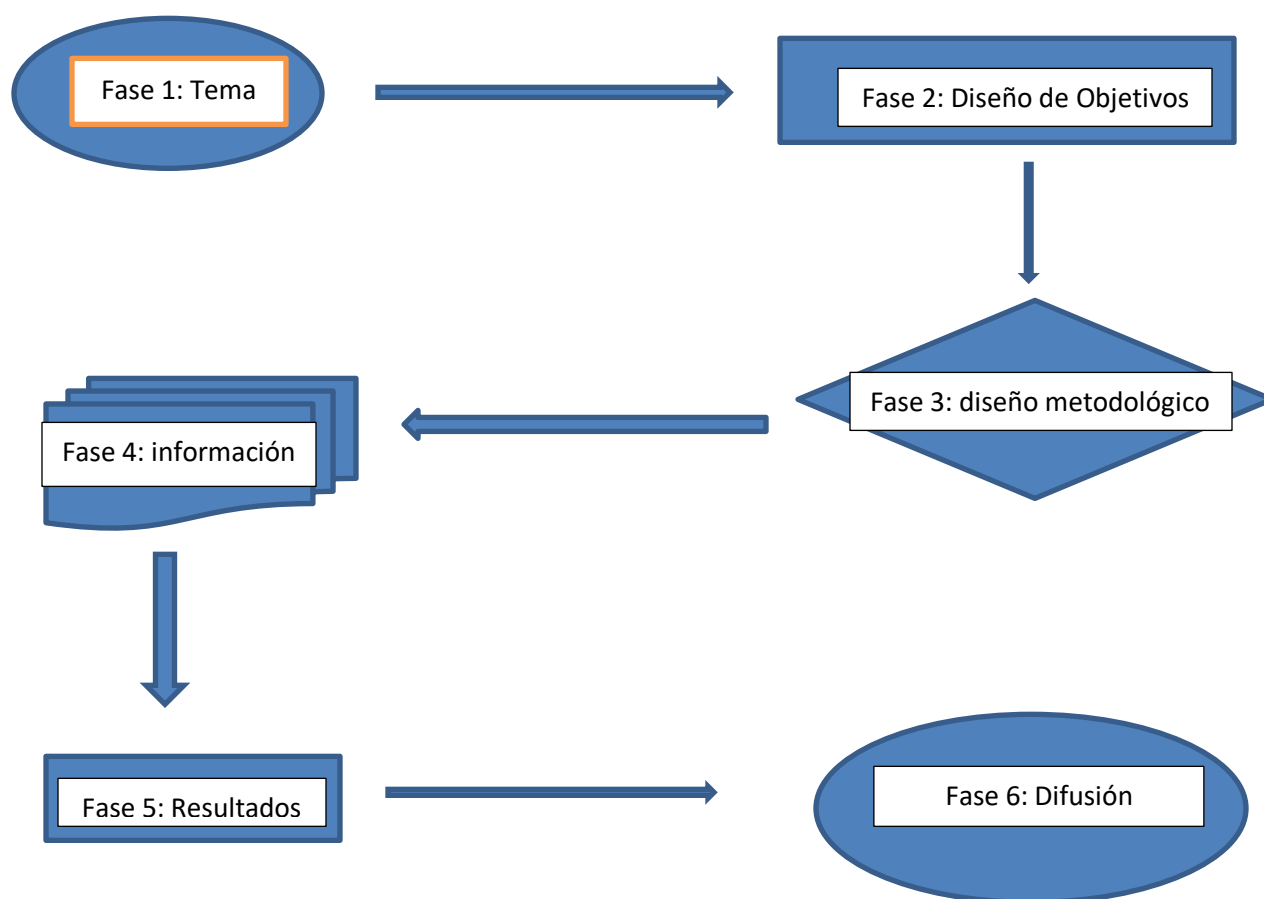 Fase 1: Tema
Fase 2: Diseño de Objetivos
Fase 3: diseño metodológico
Fase 4: información
Fase 5: Resultados
Fase 6: Difusión